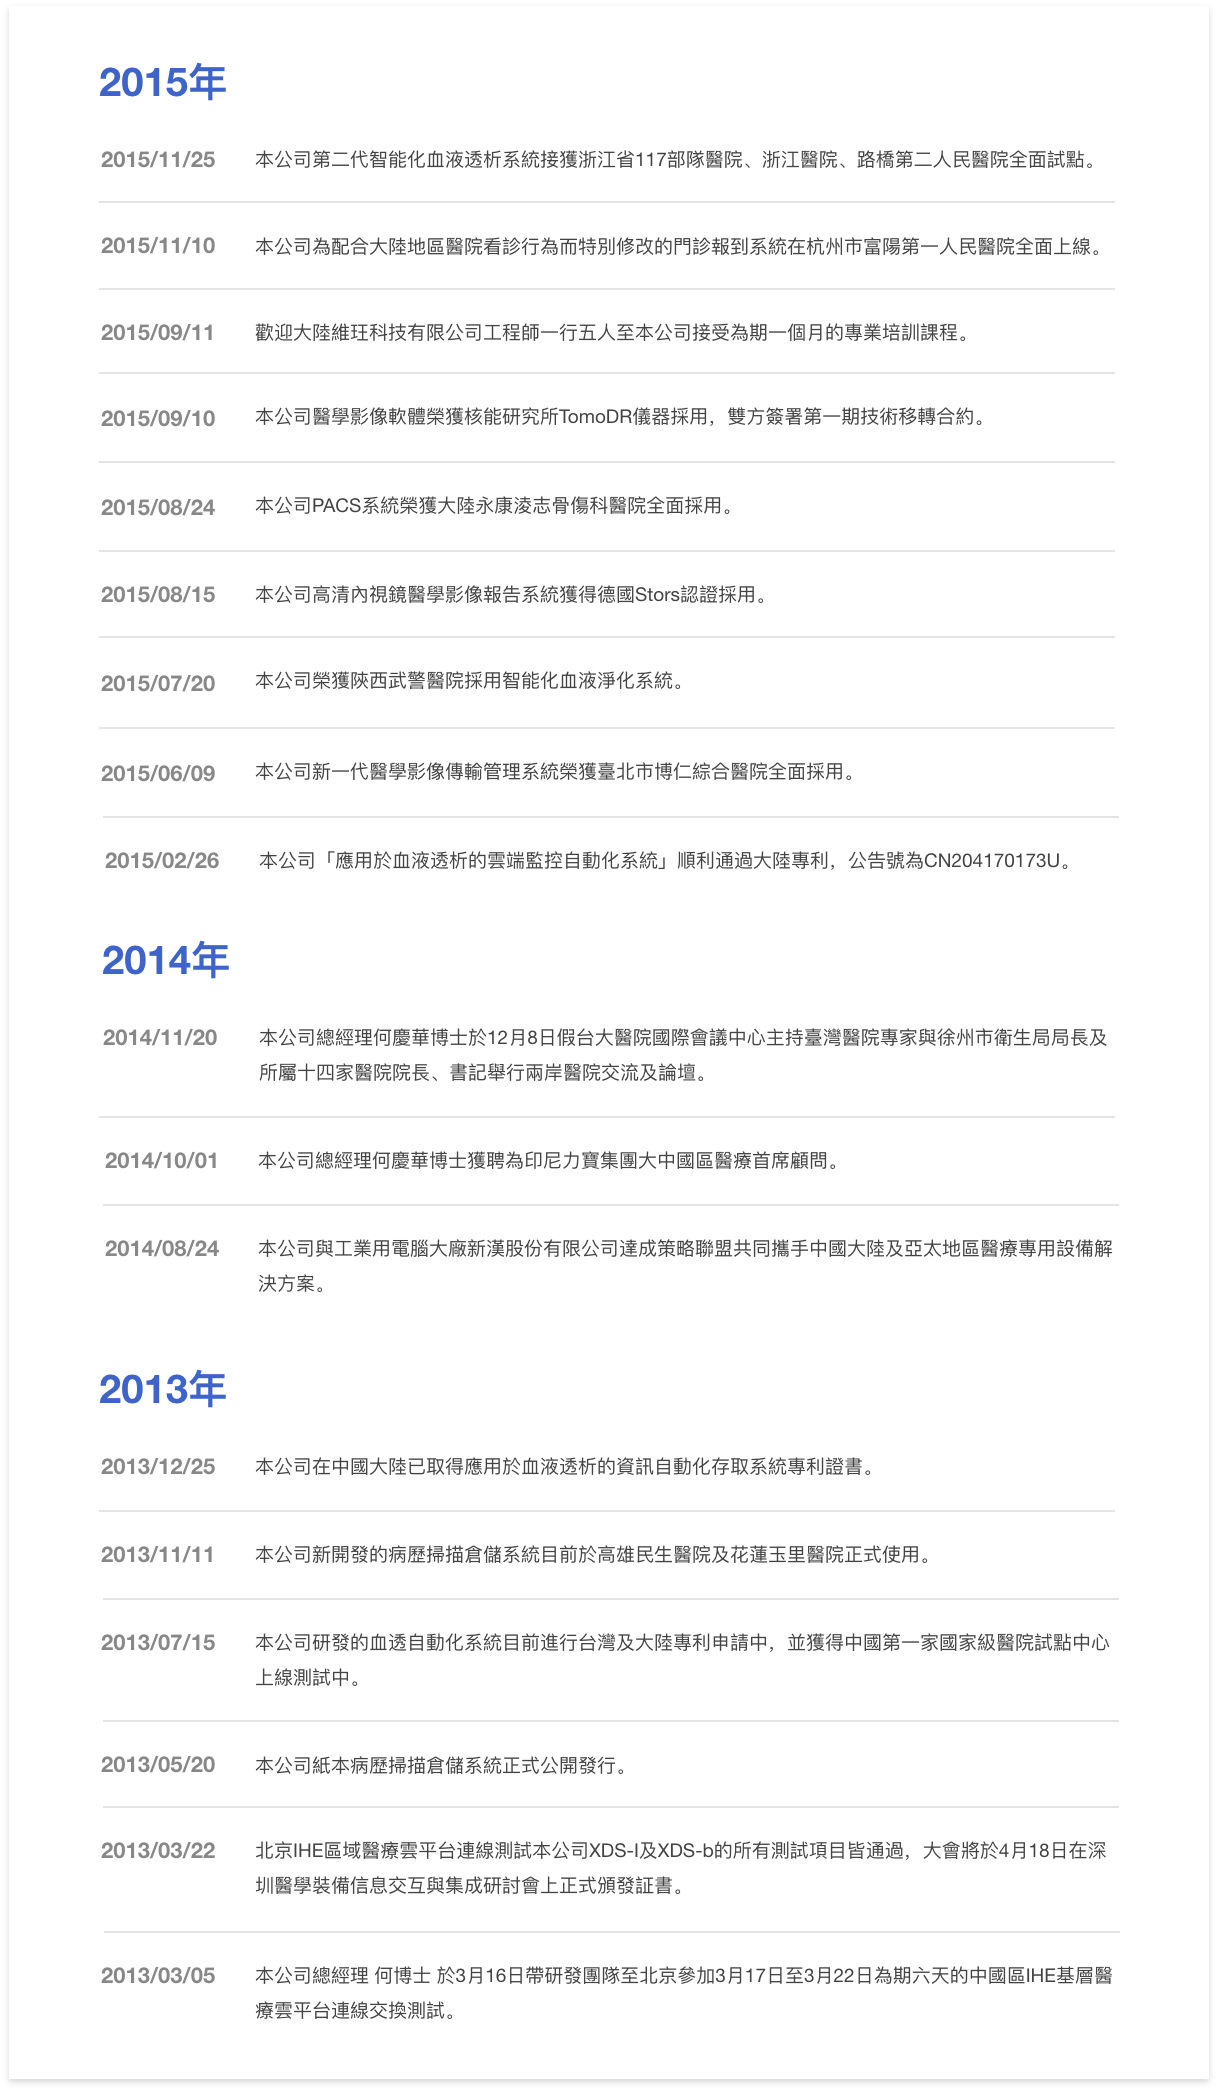 2015年
2015/11/25 本公司第二代智能化血液透析系統接獲浙江省117部隊醫院、浙江醫院、路橋第二人民醫院全面試點。
2015/11/10 本公司為配合大陸地區醫院看診行為而特別修改的門診報到系統在杭州市富陽第一人民醫院全面上線。
2015/09/11 歡迎大陸維玨科技有限公司工程師一行五人至本公司接受為期一個月的專業培訓課程。
2015/09/10 本公司醫學影像軟體榮獲核能研究所TomoDR儀器採用，雙方簽署第一期技術移轉合約。
2015/08/24 本公司PACS系統榮獲大陸永康淩志骨傷科醫院全面採用。
2015/08/15 本公司高清內視鏡醫學影像報告系統獲得德國Stors認證採用。
2015/07/20 本公司榮獲陝西武警醫院採用智能化血液淨化系統。
2015/06/09 本公司新一代醫學影像傳輸管理系統榮獲臺北市博仁綜合醫院全面採用。
2015/02/26 本公司「應用於血液透析的雲端監控自動化系統」順利通過大陸專利，公告號為CN204170173U。
2014年
2014/11/20 本公司總經理何慶華博士於12月8日假台大醫院國際會議中心主持臺灣醫院專家與徐州市衛生局局長及
所屬十四家醫院院長、書記舉行兩岸醫院交流及論壇。
2014/10/01 本公司總經理何慶華博士獲聘為印尼力寶集團大中國區醫療首席顧問。
2014/08/24 本公司與工業用電腦大廠新漢股份有限公司達成策略聯盟共同攜手中國大陸及亞太地區醫療專用設備解
決方案。
2013年
2013/12/25 本公司在中國大陸已取得應用於血液透析的資訊自動化存取系統專利證書。
2013/11/11 本公司新開發的病歷掃描倉儲系統目前於高雄民生醫院及花蓮玉里醫院正式使用。
2013/07/15 本公司研發的血透自動化系統目前進行台灣及大陸專利申請中，並獲得中國第一家國家級醫院試點中心
上線測試中。
2013/05/20 本公司紙本病歷掃描倉儲系統正式公開發行。
2013/03/22 北京IHE區域醫療雲平台連線測試本公司XDS-I及XDS-b的所有測試項目皆通過，大會將於4月18日在深
圳醫學裝備信息交互與集成研討會上正式頒發証書。
2013/03/05 本公司總經理 何博士 於3月16日帶研發團隊至北京參加3月17日至3月22日為期六天的中國區IHE基層醫
療雲平台連線交換測試。